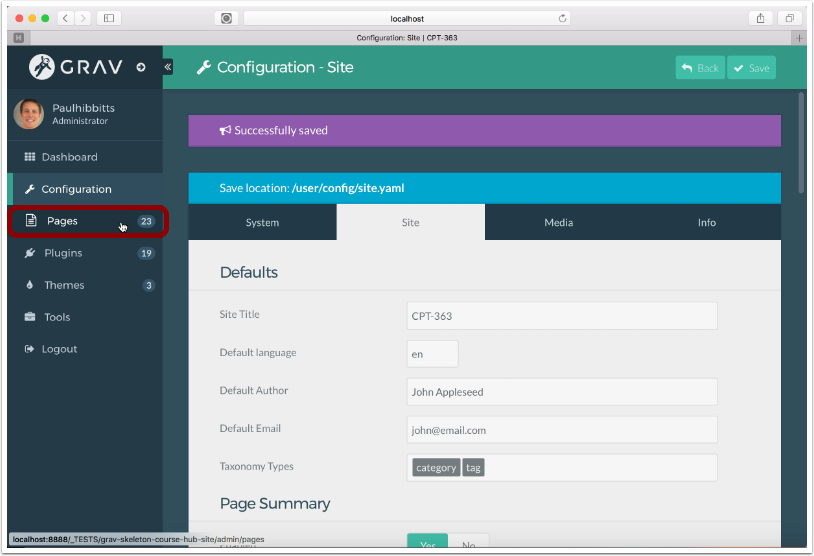 localhost
H
Configuration: Site | CPT-363
GRAV
Configuration - Site
Back
Save
Paulhibbitts
Administrator
Dashboard
Configuration
Pages 23
Plugins 19
Themes 3
Tools
Logout
Successfully saved
Save location: /user/config/site.yaml
System Site Media Info
Defaults
Site Title CPT-363
Default language en
Default Author John Appleseed
Default Email john@email.com
Taxonomy Types category tag
Page Summary
Yes No
localhost:8888/_TESTS/grav-skeleton-course-hub-site/admin/pages